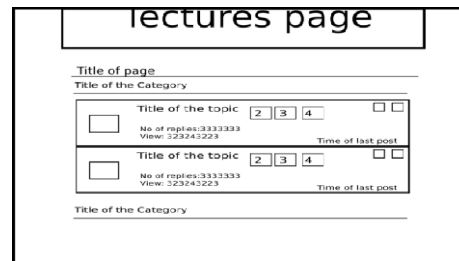 lectures page
Title of page
Title of the Category
Title of the topic 2 3 4
No of replies:3333333
View: 323243223
Time of last post
Title of the topic 2 3 4
No of replies:3333333
View: 323243223
Time of last post
Title of the Category